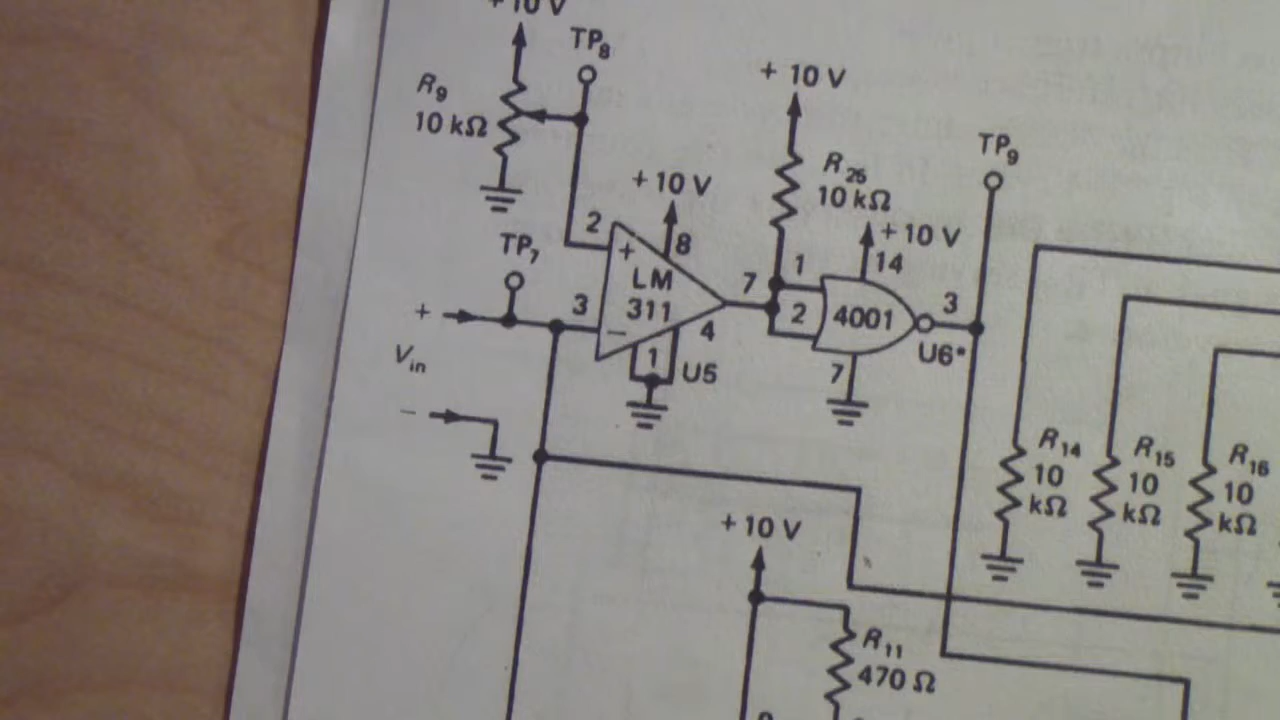 +10 V
TP8
R9
10 kΩ
+ 10 V
R25
10 kΩ
TP9
+10 V
2
+
8
+10 V
14
TP7
LM
311
7
1
2
4001
3
3
−
4
1
U5
U6*
7
+
Vin
−
R14
10
kΩ
R15
10
kΩ
R16
10
kΩ
+ 10 V
R11
470 Ω